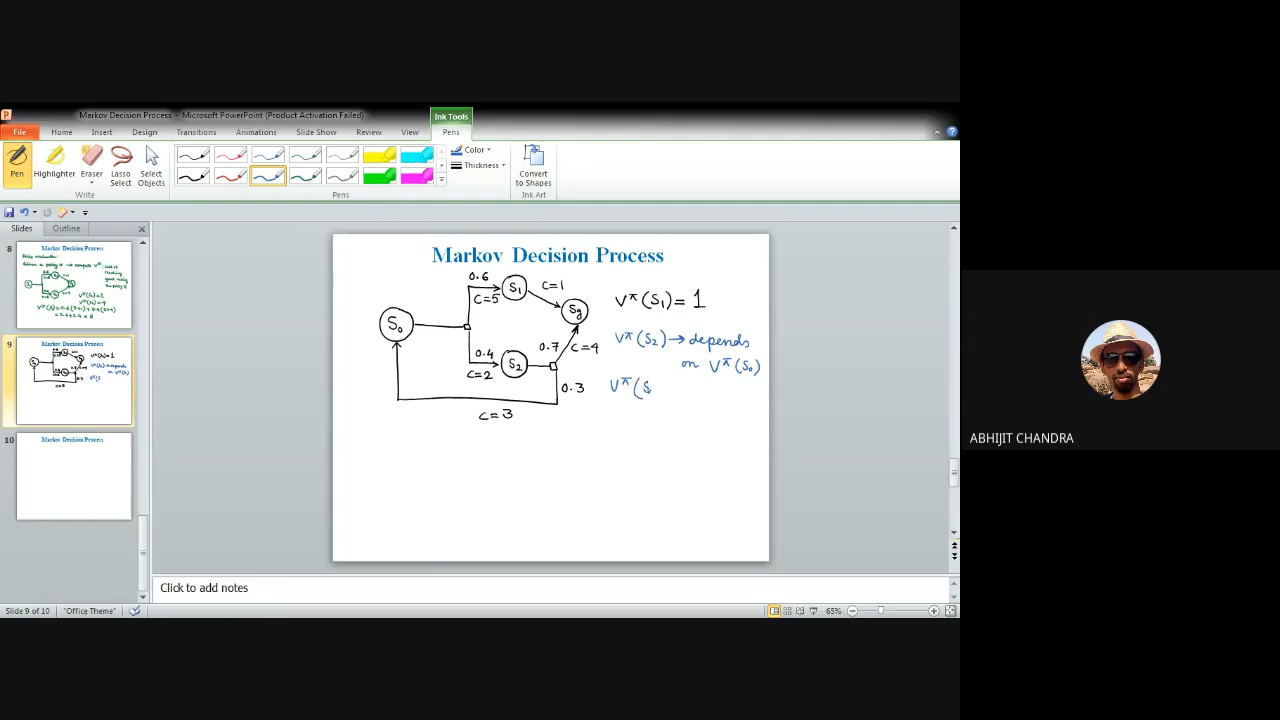 Markov Decision Process - Microsoft PowerPoint (Product Activation Failed)
Ink Tools
File Home Insert Design Transitions Animations Slide Show Review View Pens
Pen Highlighter Eraser Lasso Select Select Objects
Color
Thickness
Convert to Shapes
Write Pens Ink Art
Slides Outline
8
Markov Decision Process
9
10
Markov Decision Process
Markov Decision Process
0.6
C=5
S₁
C=1
Sg
S₀
0.4
C=2
S₂
0.7
C=4
0.3
C=3
V^π(S₁) = 1
V^π(S₂) → depends
on V^π(S₀)
V^π(S
Click to add notes
Slide 9 of 10 "Office Theme" 65%
ABHIJIT CHANDRA